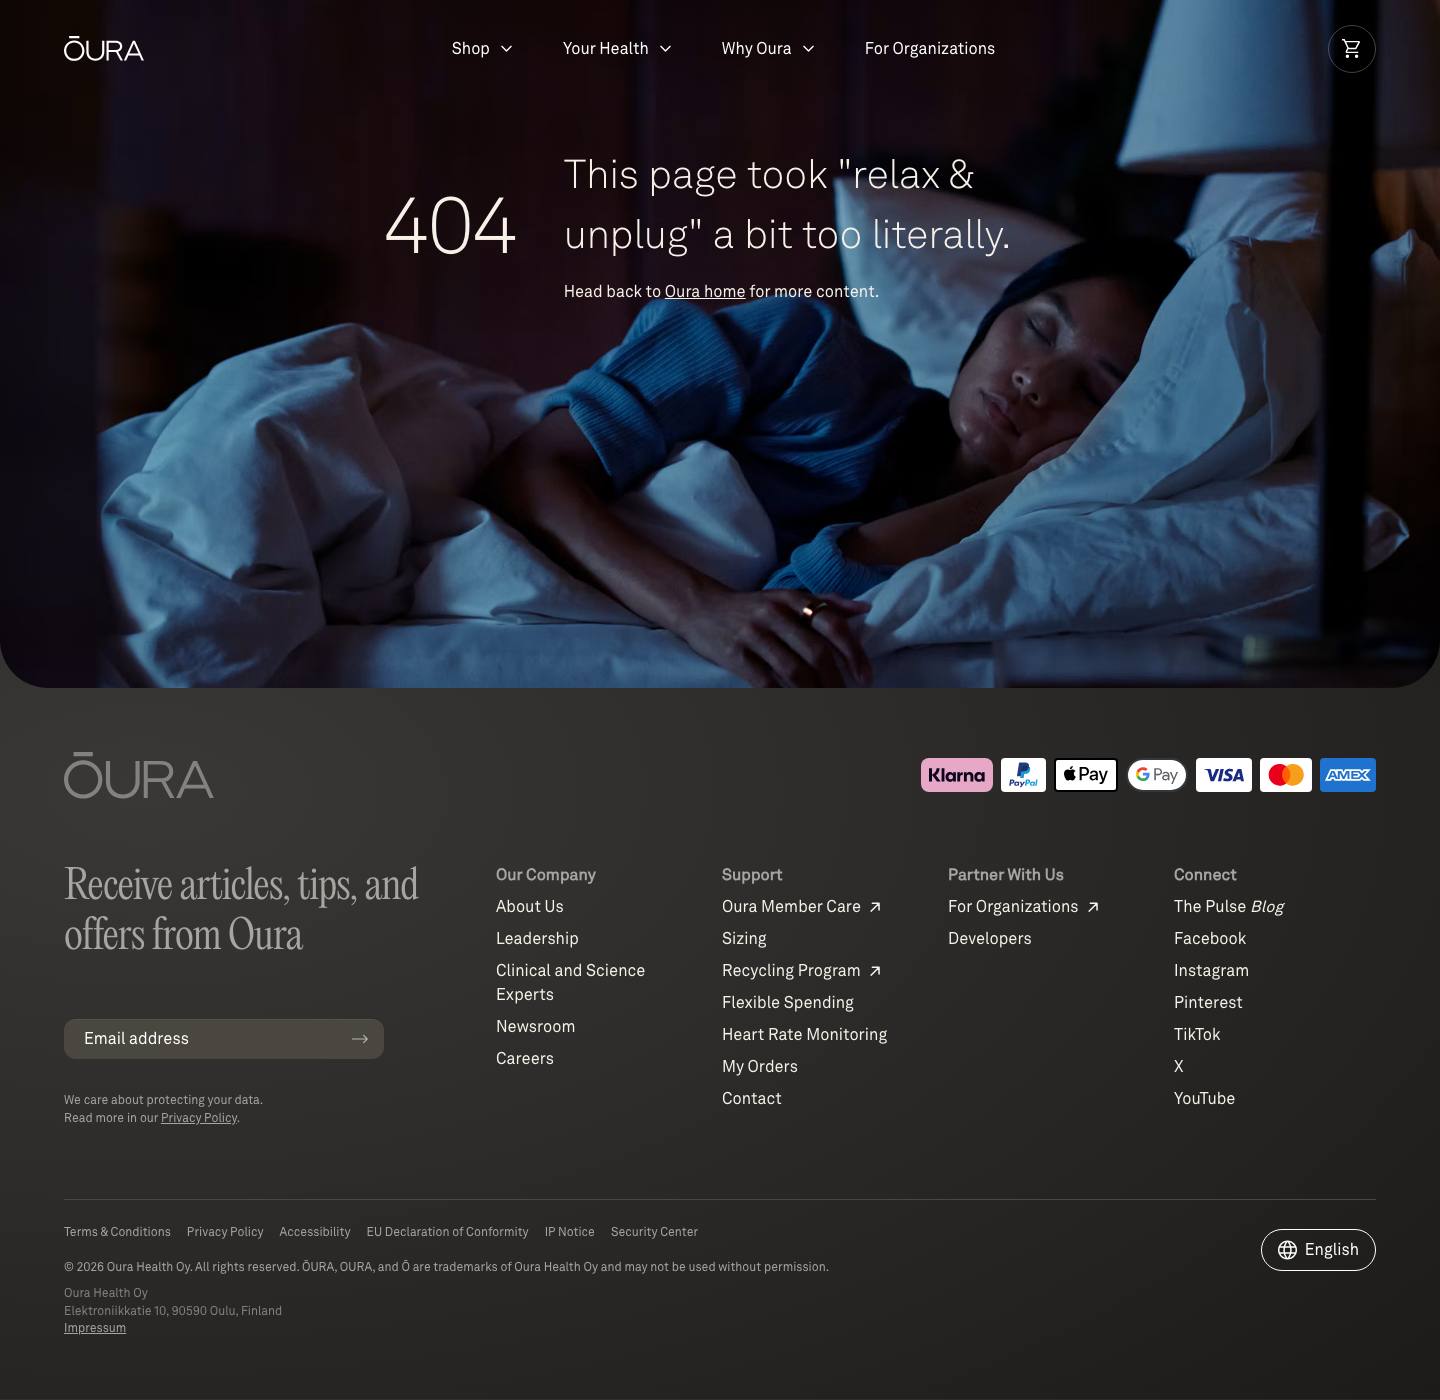 ŌURA
Shop
Your Health
Why Oura
For Organizations
404
This page took "relax &
unplug" a bit too literally.
Head back to Oura home for more content.
ŌURA
Klarna
PayPal
Pay
G Pay
VISA
AMEX
Receive articles, tips, and
offers from Oura
Email address
We care about protecting your data.
Read more in our Privacy Policy.
Our Company
About Us
Leadership
Clinical and Science
Experts
Newsroom
Careers
Support
Oura Member Care
Sizing
Recycling Program
Flexible Spending
Heart Rate Monitoring
My Orders
Contact
Partner With Us
For Organizations
Developers
Connect
The Pulse Blog
Facebook
Instagram
Pinterest
TikTok
X
YouTube
Terms & Conditions
Privacy Policy
Accessibility
EU Declaration of Conformity
IP Notice
Security Center
© 2026 Oura Health Oy. All rights reserved. ŌURA, OURA, and Ō are trademarks of Oura Health Oy and may not be used without permission.
Oura Health Oy
Elektroniikkatie 10, 90590 Oulu, Finland
Impressum
English